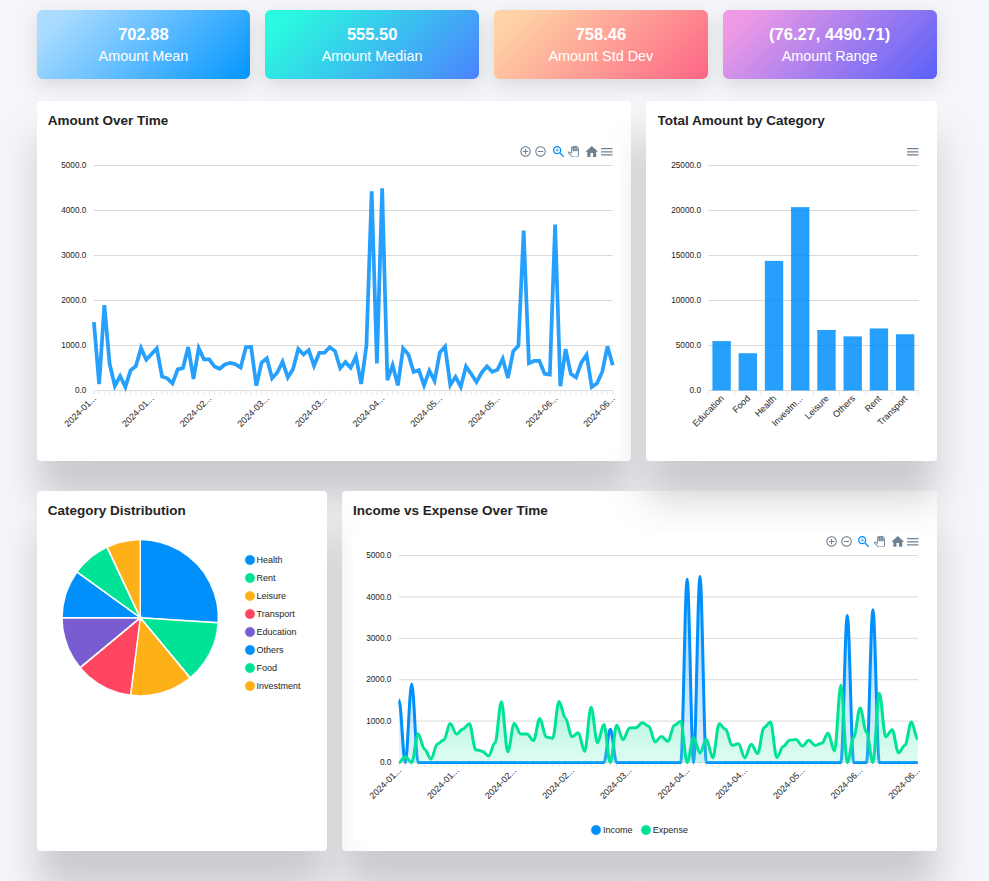 702.88
Amount Mean
555.50
Amount Median
758.46
Amount Std Dev
(76.27, 4490.71)
Amount Range
Amount Over Time
5000.0
4000.0
3000.0
2000.0
1000.0
0.0
2024-01...
2024-01...
2024-02...
2024-03...
2024-03...
2024-04...
2024-05...
2024-05...
2024-06...
2024-06...
Total Amount by Category
25000.0
20000.0
15000.0
10000.0
5000.0
0.0
Education
Food
Health
Investm...
Leisure
Others
Rent
Transport
Category Distribution
Health
Rent
Leisure
Transport
Education
Others
Food
Investment
Income vs Expense Over Time
5000.0
4000.0
3000.0
2000.0
1000.0
0.0
2024-01...
2024-01...
2024-02...
2024-02...
2024-03...
2024-04...
2024-04...
2024-05...
2024-06...
2024-06...
Income
Expense